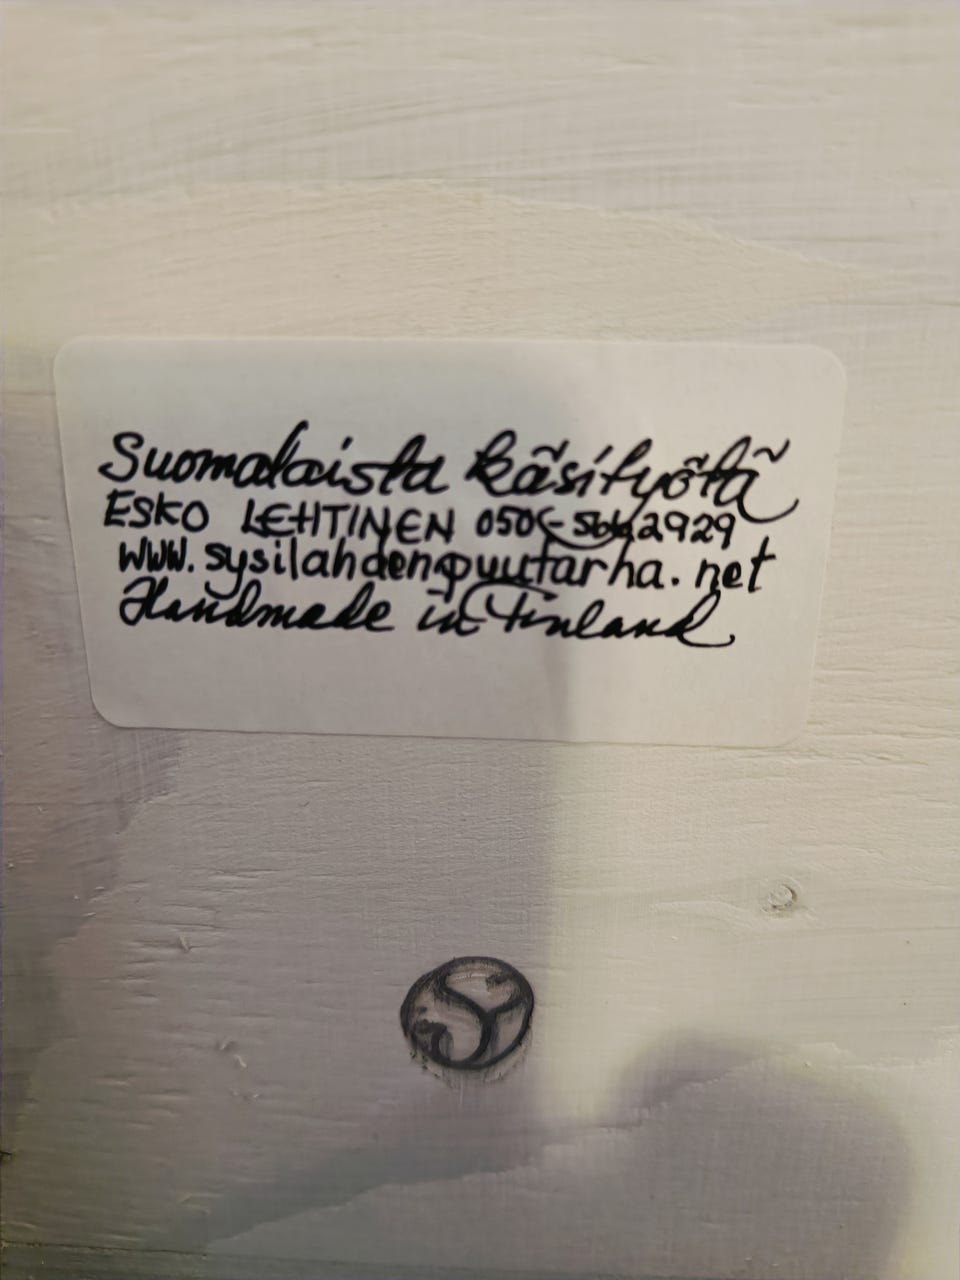 Suomalaista käsityötä
ESKO LEHTINEN
www.sysilahdenpuutarha.net
Handmade in Finland